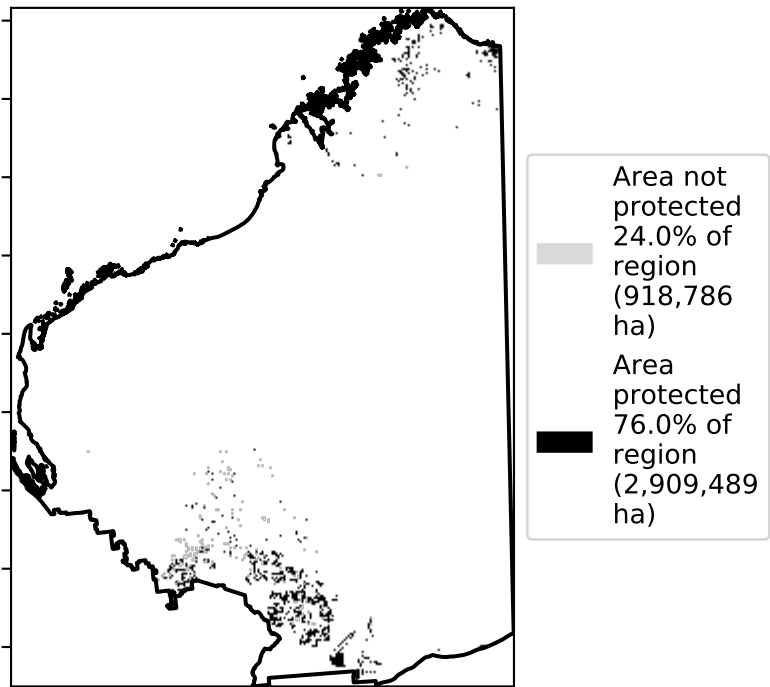 Area not
protected
24.0% of
region
(918,786
ha)
Area
protected
76.0% of
region
(2,909,489
ha)